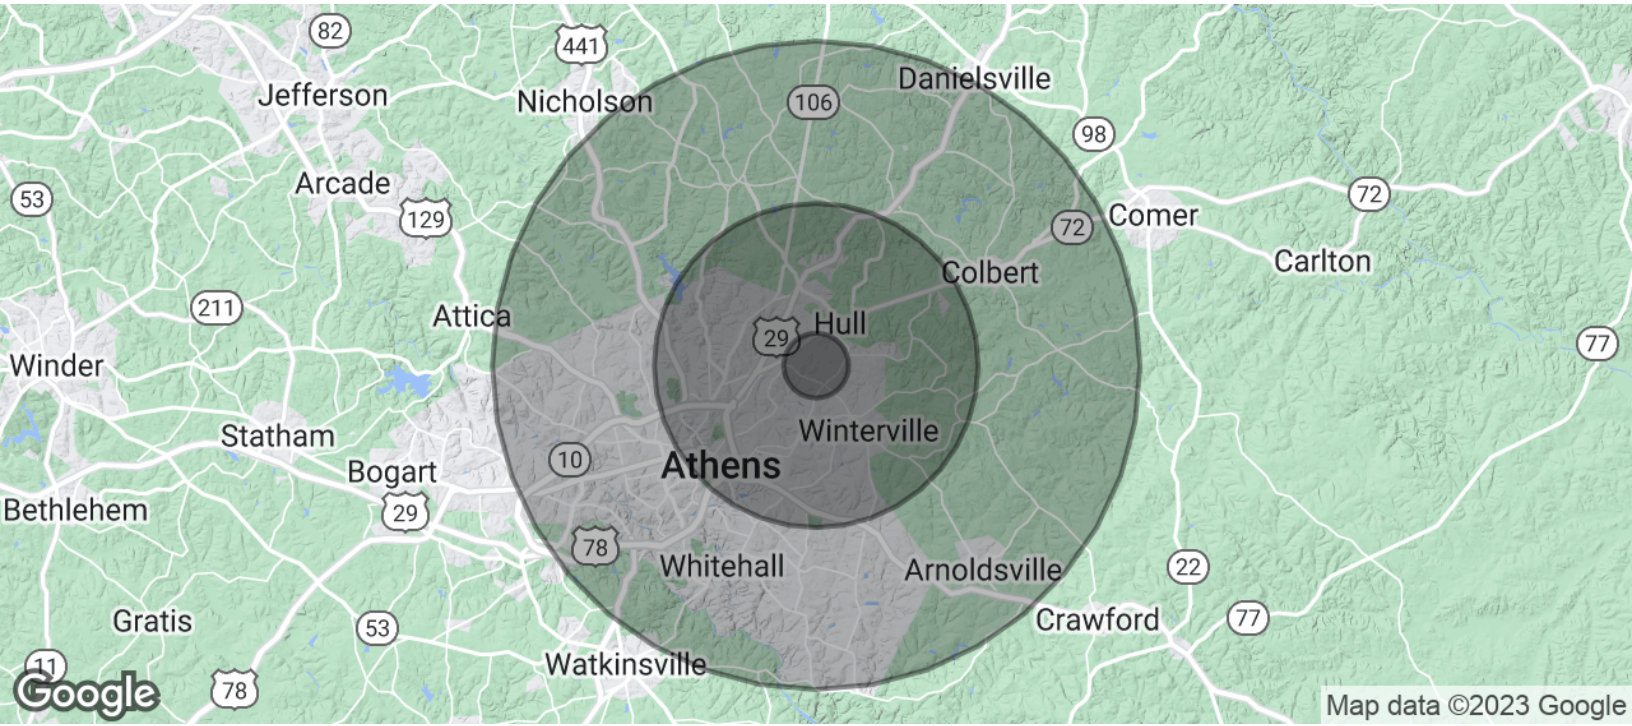 82
441
Danielsville
Jefferson
Nicholson
106
98
Arcade
53
72
129
Comer
72
Carlton
Colbert
211
Attica
Hull
29
77
Winder
Statham
Winterville
10
Athens
Bogart
29
Bethlehem
78
Whitehall
Arnoldsville
22
Gratis
53
Crawford
77
Watkinsville
11
Google
78
Map data ©2023 Google